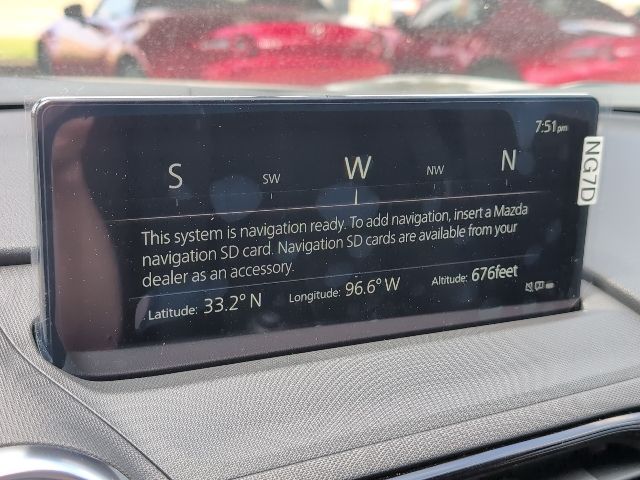 7:51pm
S SW W NW N
NG7D
This system is navigation ready. To add navigation, insert a Mazda
navigation SD card. Navigation SD cards are available from your
dealer as an accessory.
Latitude: 33.2° N Longitude: 96.6° W Altitude: 676feet